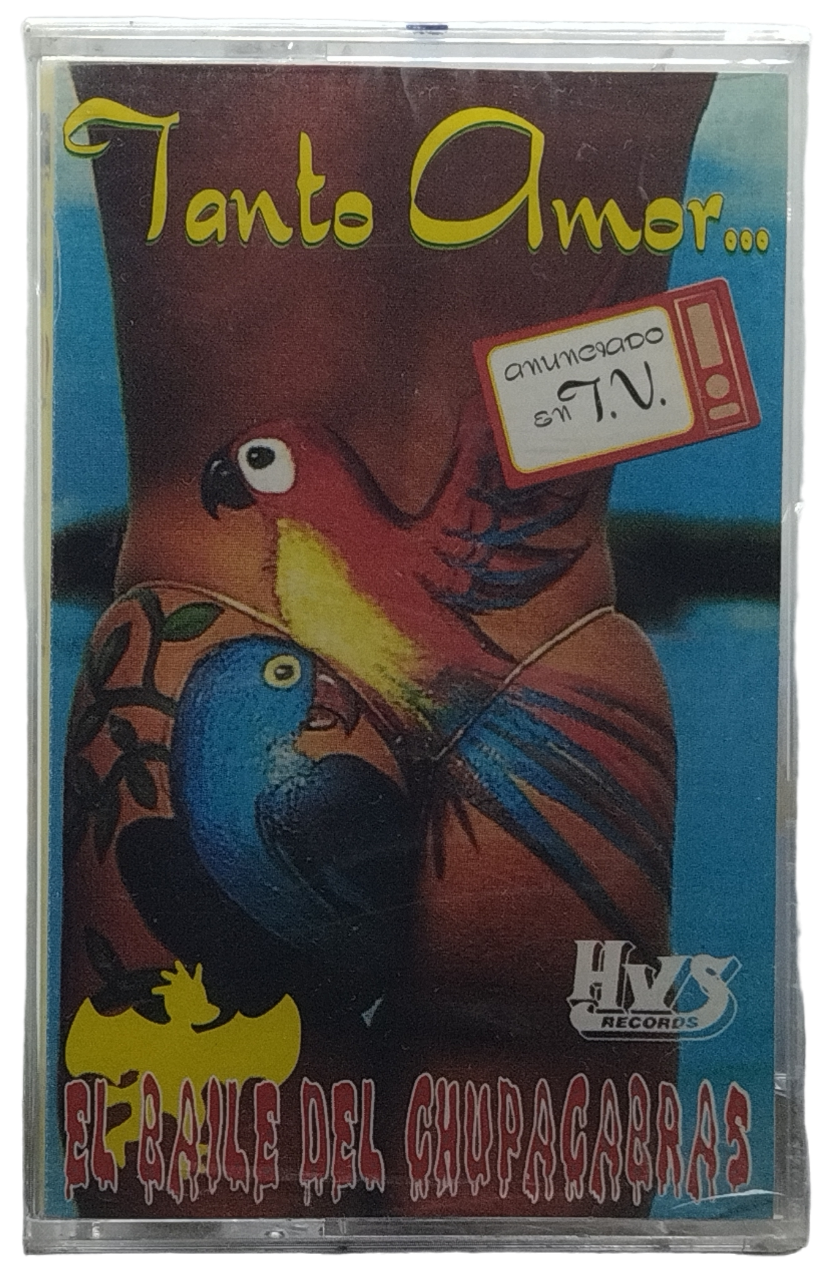 Tanto Amor...
ANUNCIADO
EN T.V.
HVS
RECORDS
EL BAILE DEL CHUPACABRAS